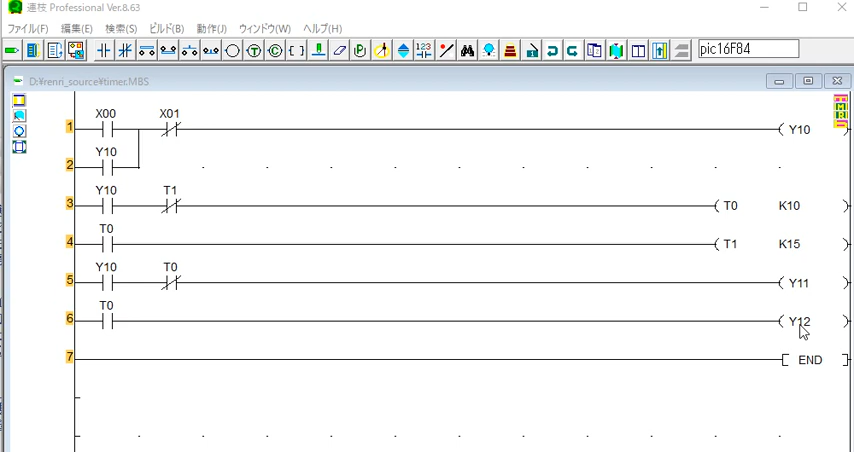 連枝 Professional Ver.8.63
ファイル(F) 編集(E) 検索(S) ビルド(B) 動作(J) ウィンドウ(W) ヘルプ(H)
123
pic16F84
D:¥renri_source¥timer.MBS
X00 X01
1 Y10
Y10
2
Y10 T1
3 T0 K10
T0
4 T1 K15
Y10 T0
5 Y11
T0
6 Y12
7 END